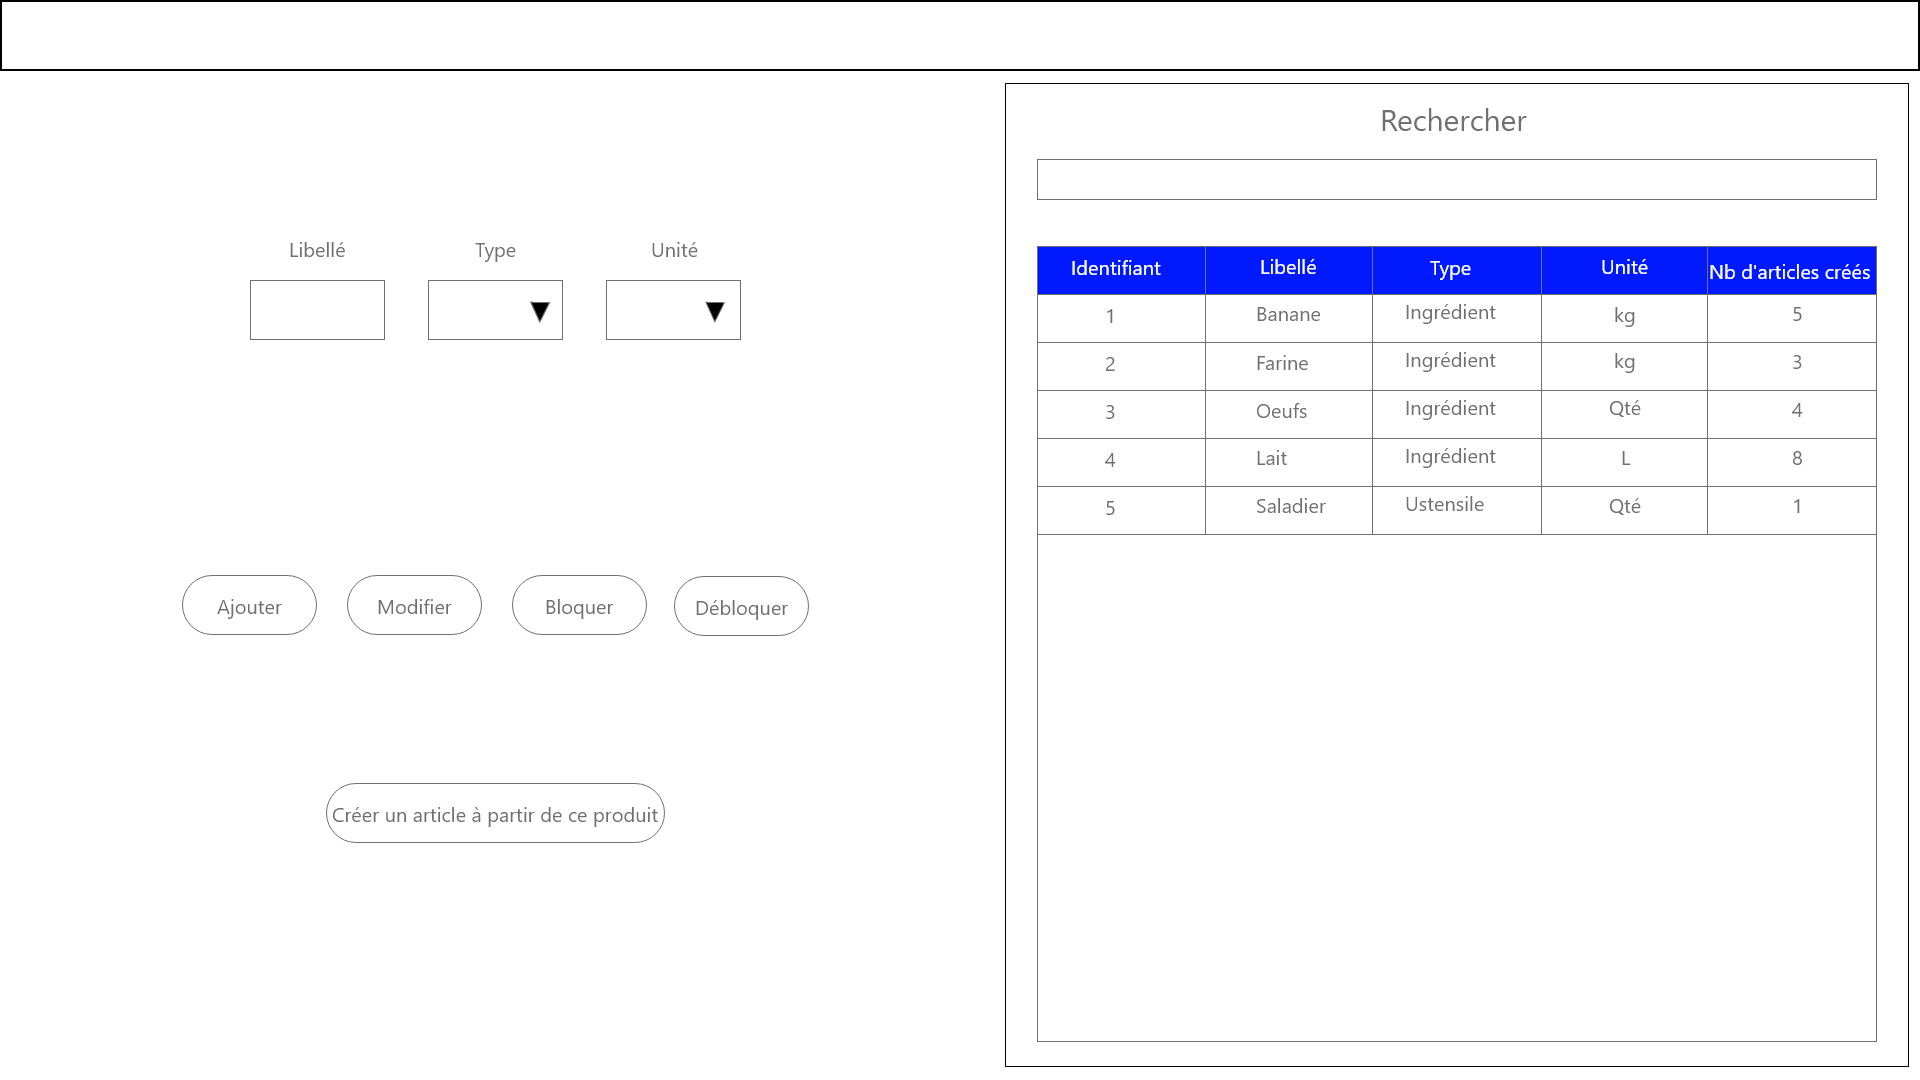 Rechercher
Libellé Type Unité
▼ ▼
Identifiant Libellé Type Unité Nb d'articles créés
1 Banane Ingrédient kg 5
2 Farine Ingrédient kg 3
3 Oeufs Ingrédient Qté 4
4 Lait Ingrédient L 8
5 Saladier Ustensile Qté 1
Ajouter Modifier Bloquer Débloquer
Créer un article à partir de ce produit